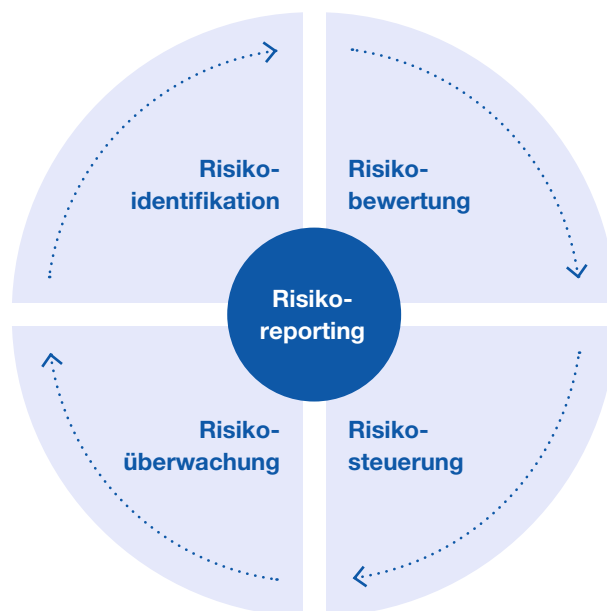 Risiko-
identifikation
Risiko-
bewertung
Risiko-
reporting
Risiko-
überwachung
Risiko-
steuerung